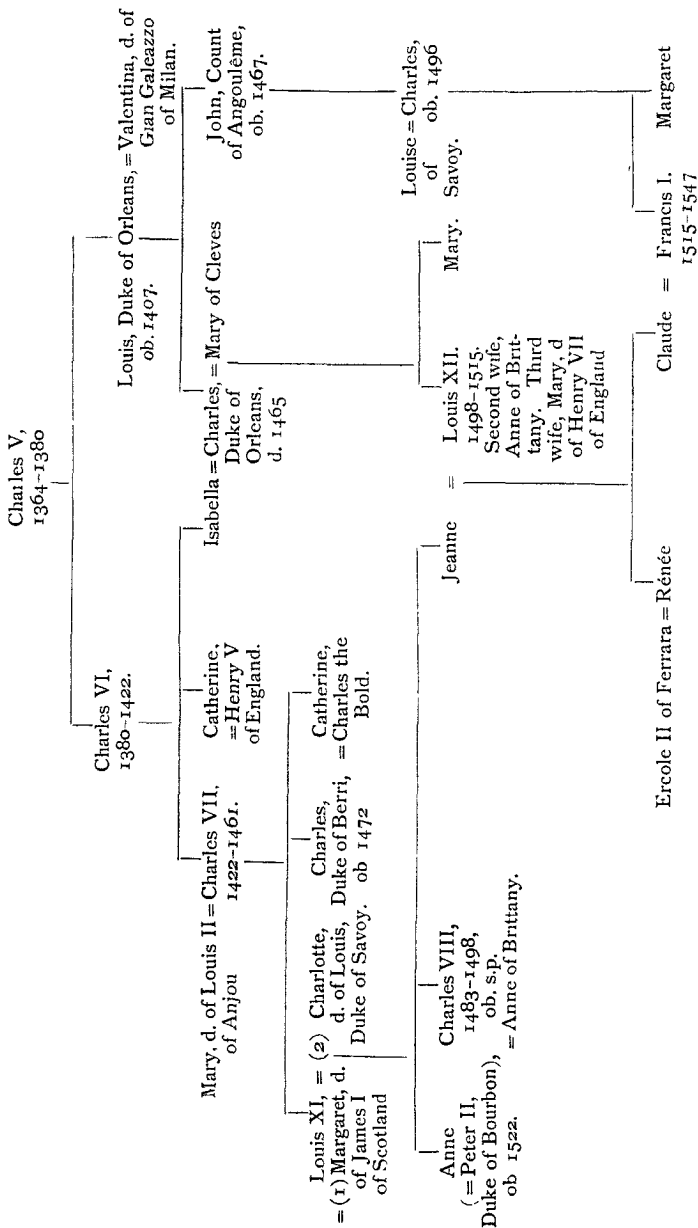 Charles V,
1364–1380
Charles VI,
1380–1422.
Louis, Duke of Orleans, = Valentina, d. of
ob. 1407.
Gian Galeazzo
of Milan.
Mary, d. of Louis II = Charles VII,
of Anjou
1422–1461.
Catherine,
= Henry V
of England.
Isabella = Charles, = Mary of Cleves
Duke of
Orleans,
d. 1465
John, Count
of Angoulême,
ob. 1467.
Louis XI, = (2)
= (1) Margaret, d.
of James I
of Scotland
Charlotte,
d. of Louis,
Duke of Savoy.
Charles,
Duke of Berri,
ob 1472
Catherine,
= Charles the
Bold.
Anne
(= Peter II,
Duke of Bourbon),
ob 1522.
Charles VIII,
1483–1498,
ob. s.p.
= Anne of Brittany.
Jeanne = Louis XII.
1498–1515.
Second wife,
Anne of Brit-
tany. Third
wife, Mary, d
of Henry VII
of England
Mary.
Louise = Charles,
of
ob. 1496
Savoy.
Ercole II of Ferrara = Rénée
Claude = Francis I.
1515–1547
Margaret